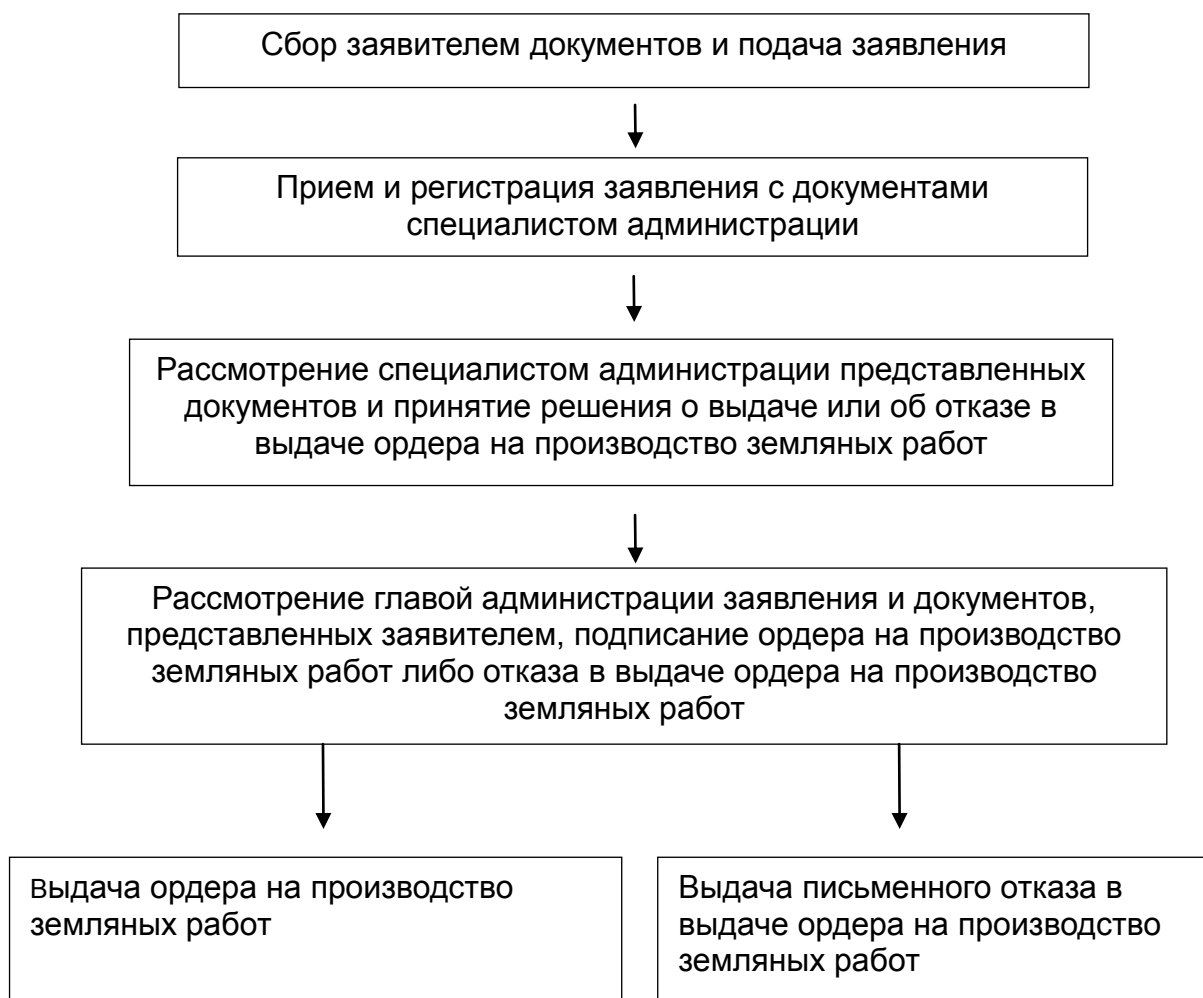 Сбор заявителем документов и подача заявления
Прием и регистрация заявления с документами
специалистом администрации
Рассмотрение специалистом администрации представленных
документов и принятие решения о выдаче или об отказе в
выдаче ордера на производство земляных работ
Рассмотрение главой администрации заявления и документов,
представленных заявителем, подписание ордера на производство
земляных работ либо отказа в выдаче ордера на производство
земляных работ
Выдача ордера на производство
земляных работ
Выдача письменного отказа в
выдаче ордера на производство
земляных работ